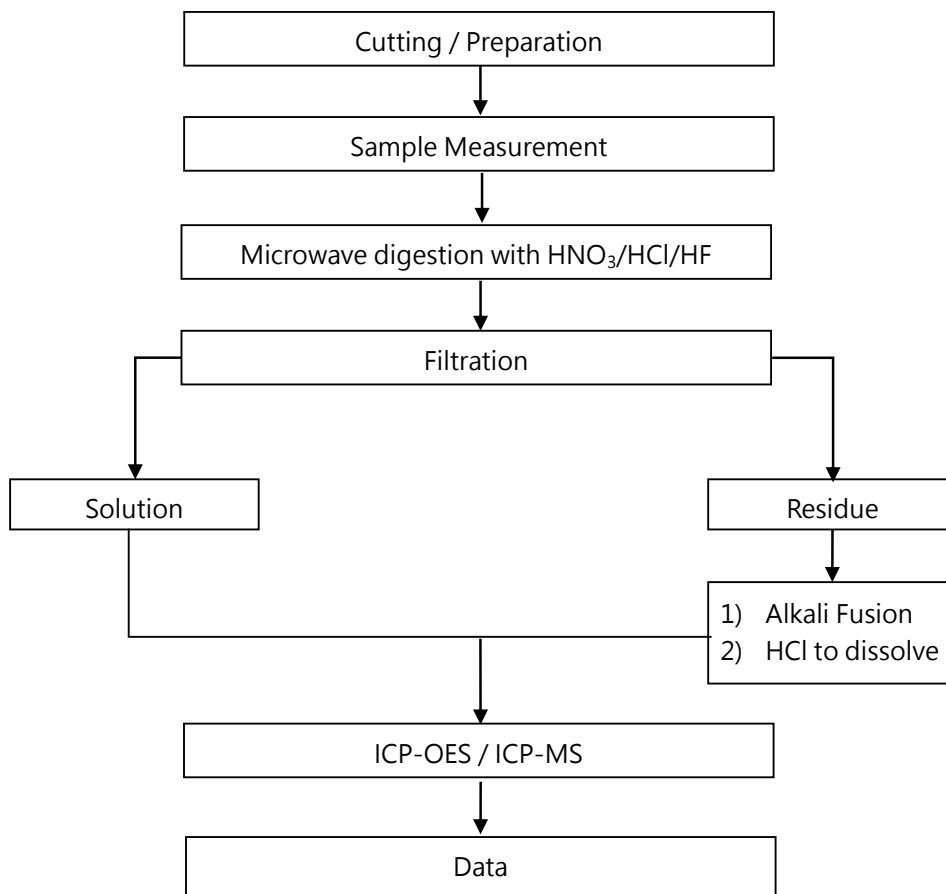 Cutting / Preparation
Sample Measurement
Microwave digestion with HNO₃/HCl/HF
Filtration
Solution
Residue
1) Alkali Fusion
2) HCl to dissolve
ICP-OES / ICP-MS
Data